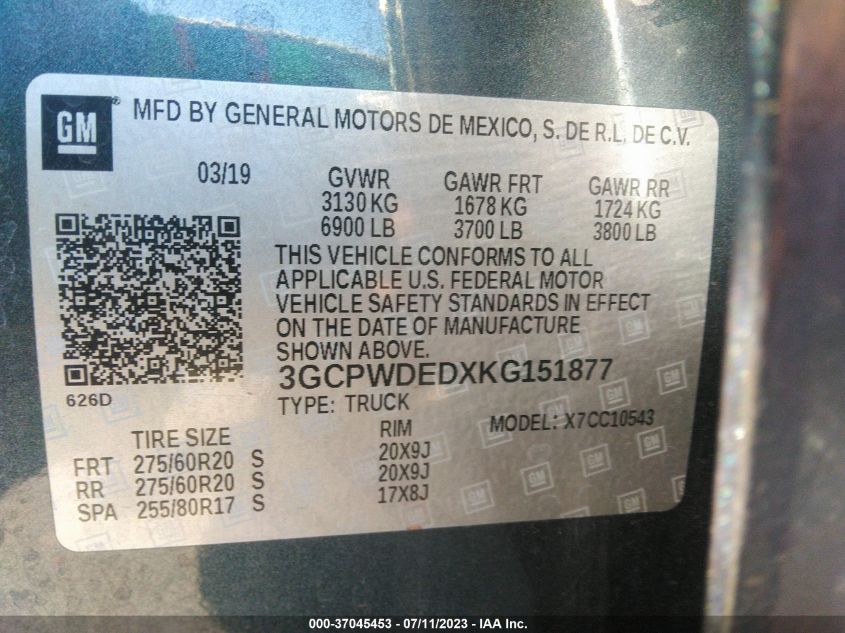 GM
MFD BY GENERAL MOTORS DE MEXICO, S. DE R.L. DE C.V.
03/19
GVWR GAWR FRT GAWR RR
3130 KG 1678 KG 1724 KG
6900 LB 3700 LB 3800 LB
THIS VEHICLE CONFORMS TO ALL
APPLICABLE U.S. FEDERAL MOTOR
VEHICLE SAFETY STANDARDS IN EFFECT
ON THE DATE OF MANUFACTURE
SHOWN ABOVE.
3GCPWDEDXKG151877
626D
TYPE: TRUCK MODEL: X7CC10543
TIRE SIZE RIM
FRT 275/60R20 S 20X9J
RR 275/60R20 S 20X9J
SPA 255/80R17 S 17X8J
000-37045453 - 07/11/2023 - IAA Inc.